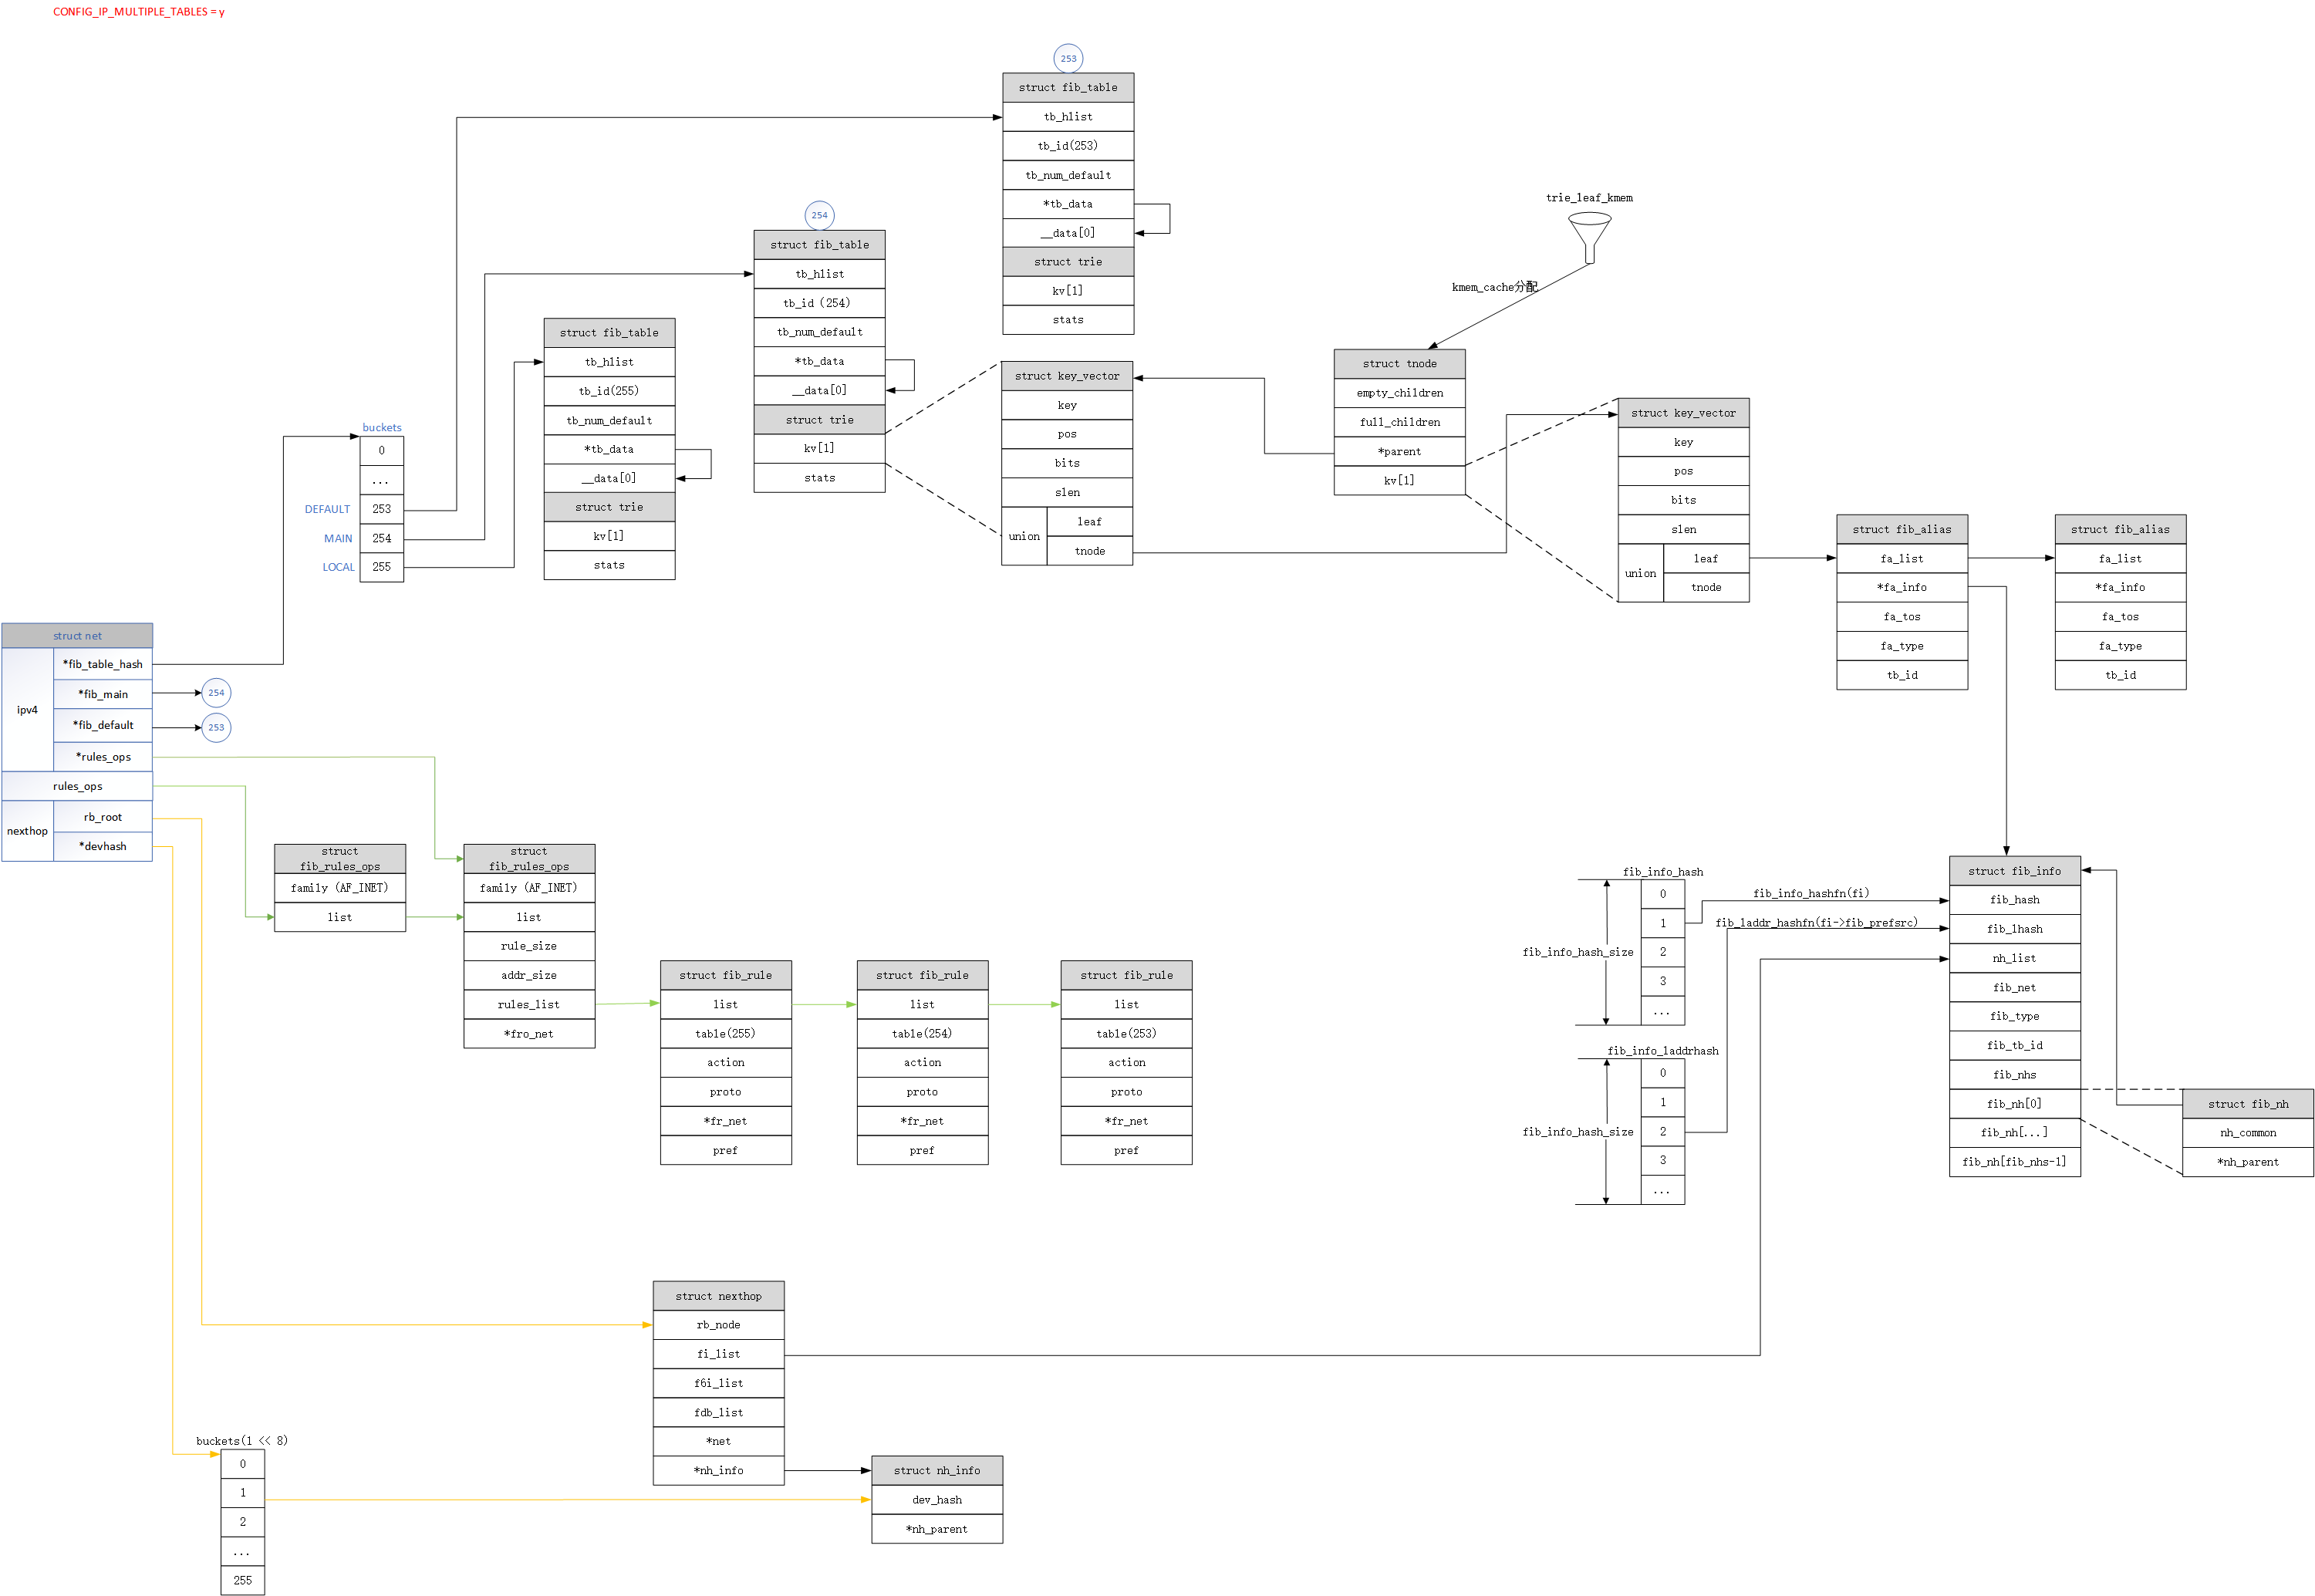 CONFIG_IP_MULTIPLE_TABLES = y
253
struct fib_table
tb_hlist
tb_id(253)
tb_num_default
*tb_data
__data[0]
struct trie
kv[1]
stats
254
struct fib_table
tb_hlist
tb_id (254)
tb_num_default
*tb_data
__data[0]
struct trie
kv[1]
stats
struct fib_table
tb_hlist
tb_id(255)
tb_num_default
*tb_data
__data[0]
struct trie
kv[1]
stats
buckets
0
...
DEFAULT
253
MAIN
254
LOCAL
255
struct key_vector
key
pos
bits
slen
union
leaf
tnode
trie_leaf_kmem
kmem_cache分配
struct tnode
empty_children
full_children
*parent
kv[1]
struct key_vector
key
pos
bits
slen
union
leaf
tnode
struct fib_alias
fa_list
*fa_info
fa_tos
fa_type
tb_id
struct fib_alias
fa_list
*fa_info
fa_tos
fa_type
tb_id
struct net
ipv4
*fib_table_hash
*fib_main
254
*fib_default
253
*rules_ops
rules_ops
nexthop
rb_root
*devhash
struct
fib_rules_ops
family (AF_INET)
list
struct
fib_rules_ops
family (AF_INET)
list
rule_size
addr_size
rules_list
*fro_net
struct fib_rule
list
table(255)
action
proto
*fr_net
pref
struct fib_rule
list
table(254)
action
proto
*fr_net
pref
struct fib_rule
list
table(253)
action
proto
*fr_net
pref
fib_info_hash
0
1
2
3
...
fib_info_hash_size
fib_info_hashfn(fi)
fib_laddr_hashfn(fi->fib_prefsrc)
fib_info_laddrhash
0
1
2
3
...
fib_info_hash_size
struct fib_info
fib_hash
fib_lhash
nh_list
fib_net
fib_type
fib_tb_id
fib_nhs
fib_nh[0]
fib_nh[...]
fib_nh[fib_nhs-1]
struct fib_nh
nh_common
*nh_parent
struct nexthop
rb_node
fi_list
f6i_list
fdb_list
*net
*nh_info
struct nh_info
dev_hash
*nh_parent
buckets(1 << 8)
0
1
2
...
255